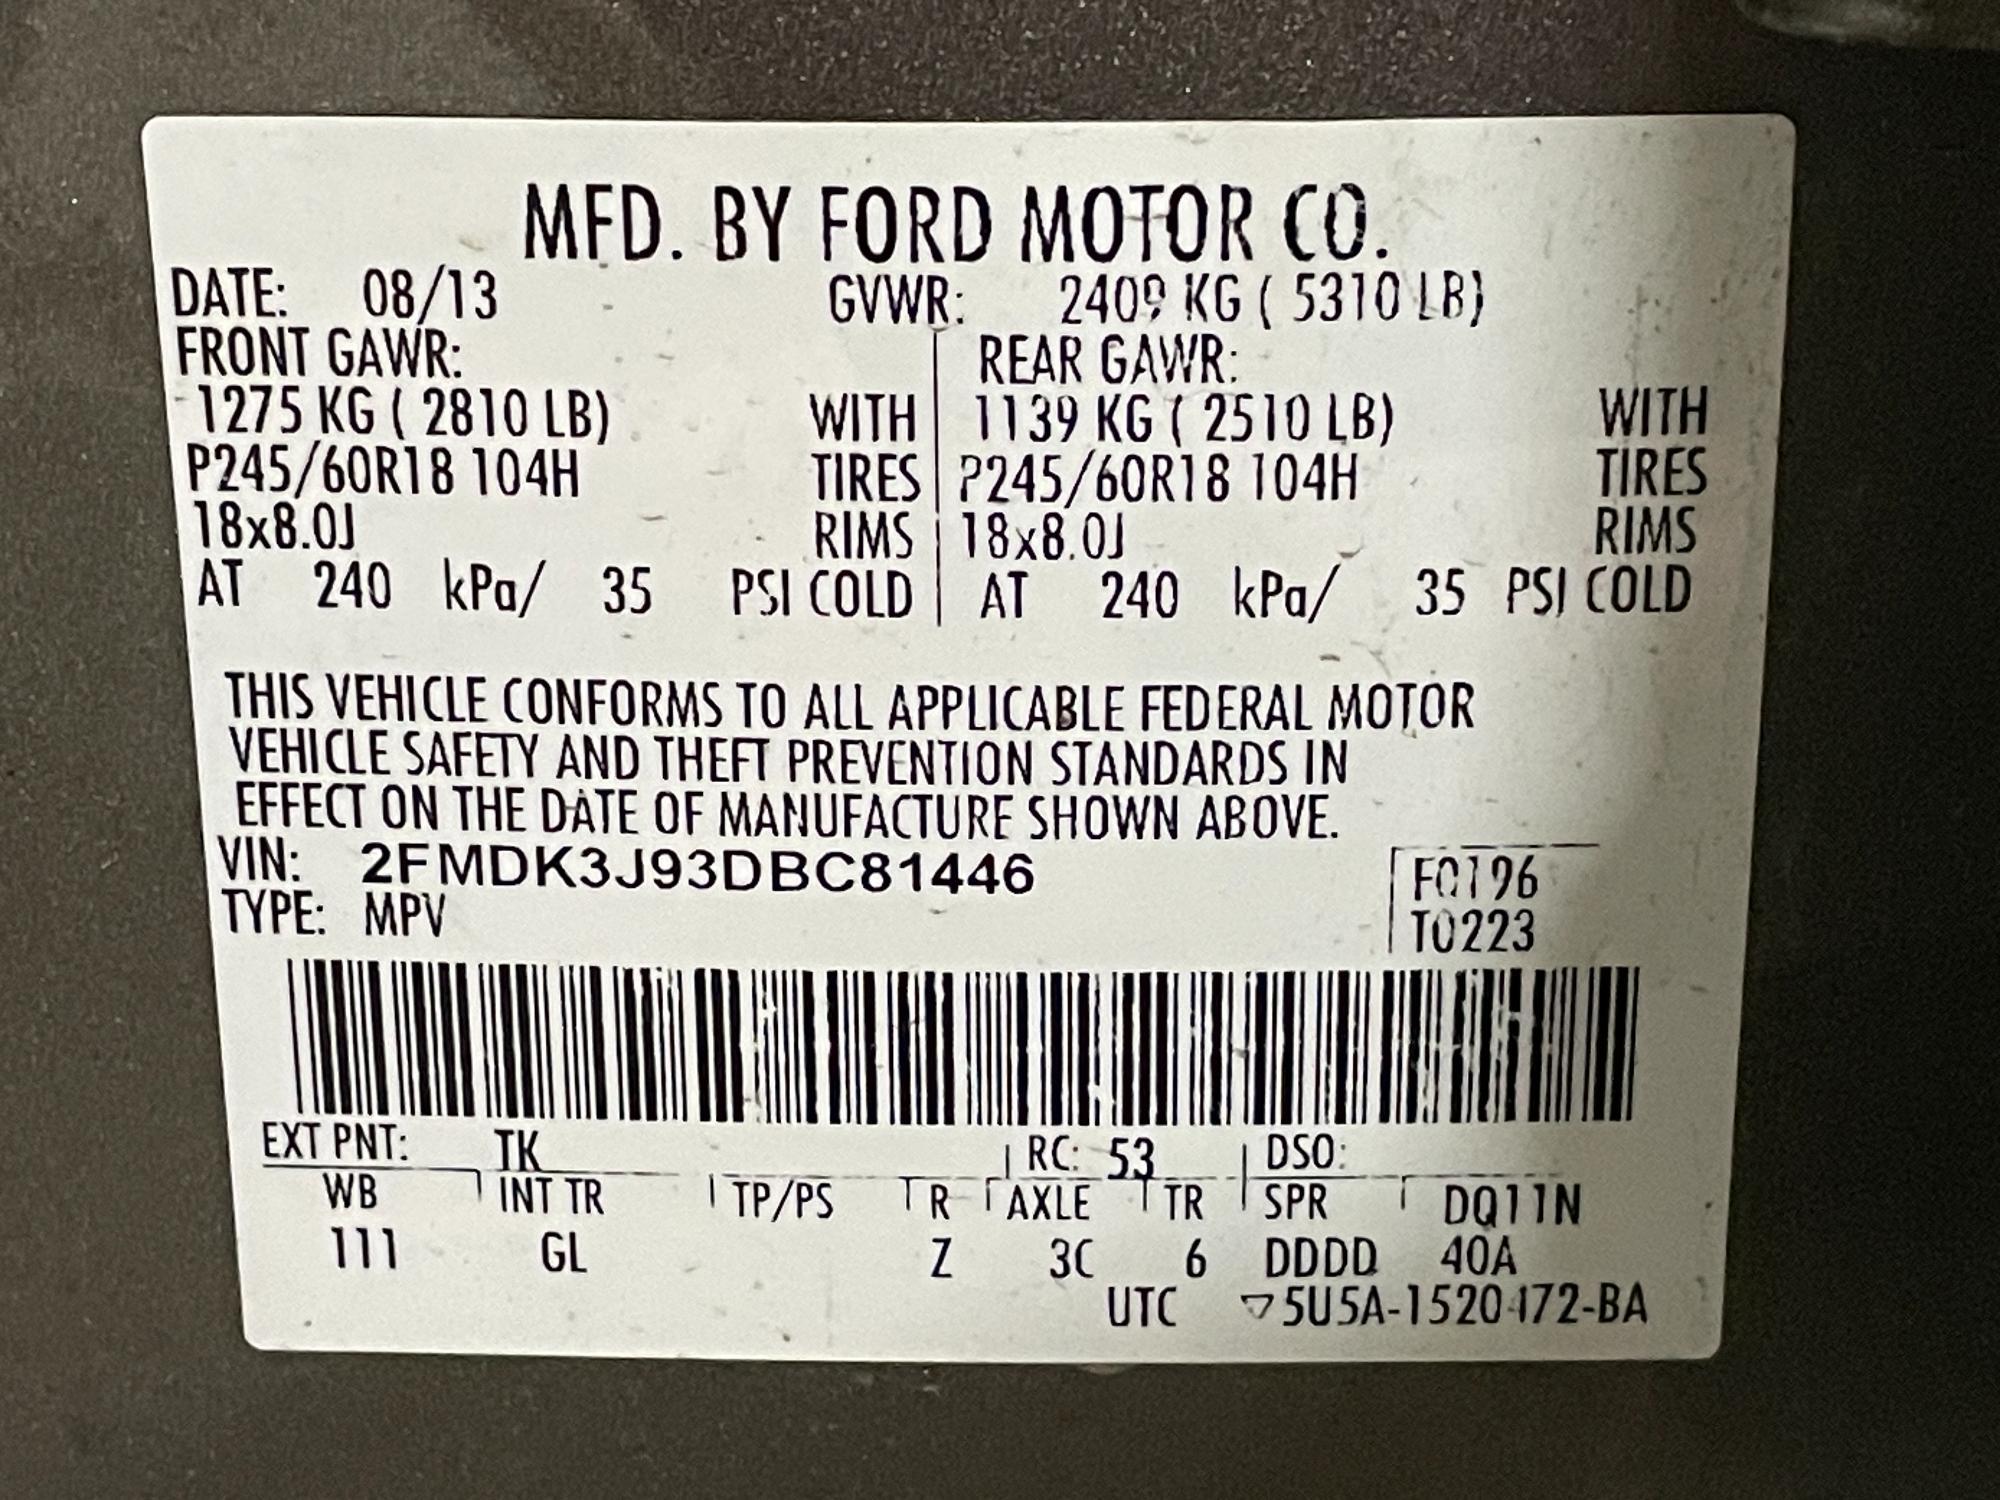 MFD. BY FORD MOTOR CO.
DATE: 08/13 GVWR: 2409 KG ( 5310 LB)
FRONT GAWR: REAR GAWR:
1275 KG ( 2810 LB) WITH 1139 KG ( 2510 LB) WITH
P245/60R18 104H TIRES P245/60R18 104H TIRES
18x8.0J RIMS 18x8.0J RIMS
AT 240 kPa/ 35 PSI COLD AT 240 kPa/ 35 PSI COLD
THIS VEHICLE CONFORMS TO ALL APPLICABLE FEDERAL MOTOR
VEHICLE SAFETY AND THEFT PREVENTION STANDARDS IN
EFFECT ON THE DATE OF MANUFACTURE SHOWN ABOVE.
VIN: 2FMDK3J93DBC81446 F0196
TYPE: MPV T0223
EXT PNT: TK RC: 53 DSO:
WB INT TR TP/PS R AXLE TR SPR DQ11N
111 GL Z 3C 6 DDDD 40A
UTC ▽5U5A-1520472-BA